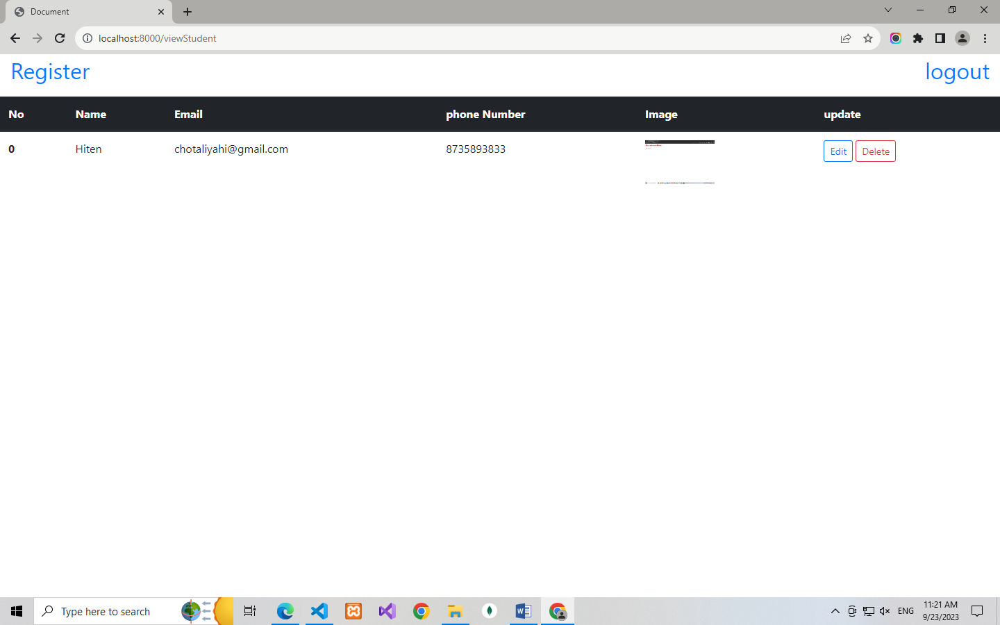 Document
localhost:8000/viewStudent
Register logout
No Name Email phone Number Image update
0 Hiten chotaliyahi@gmail.com 8735893833 Edit Delete
Type here to search ENG 11:21 AM
9/23/2023